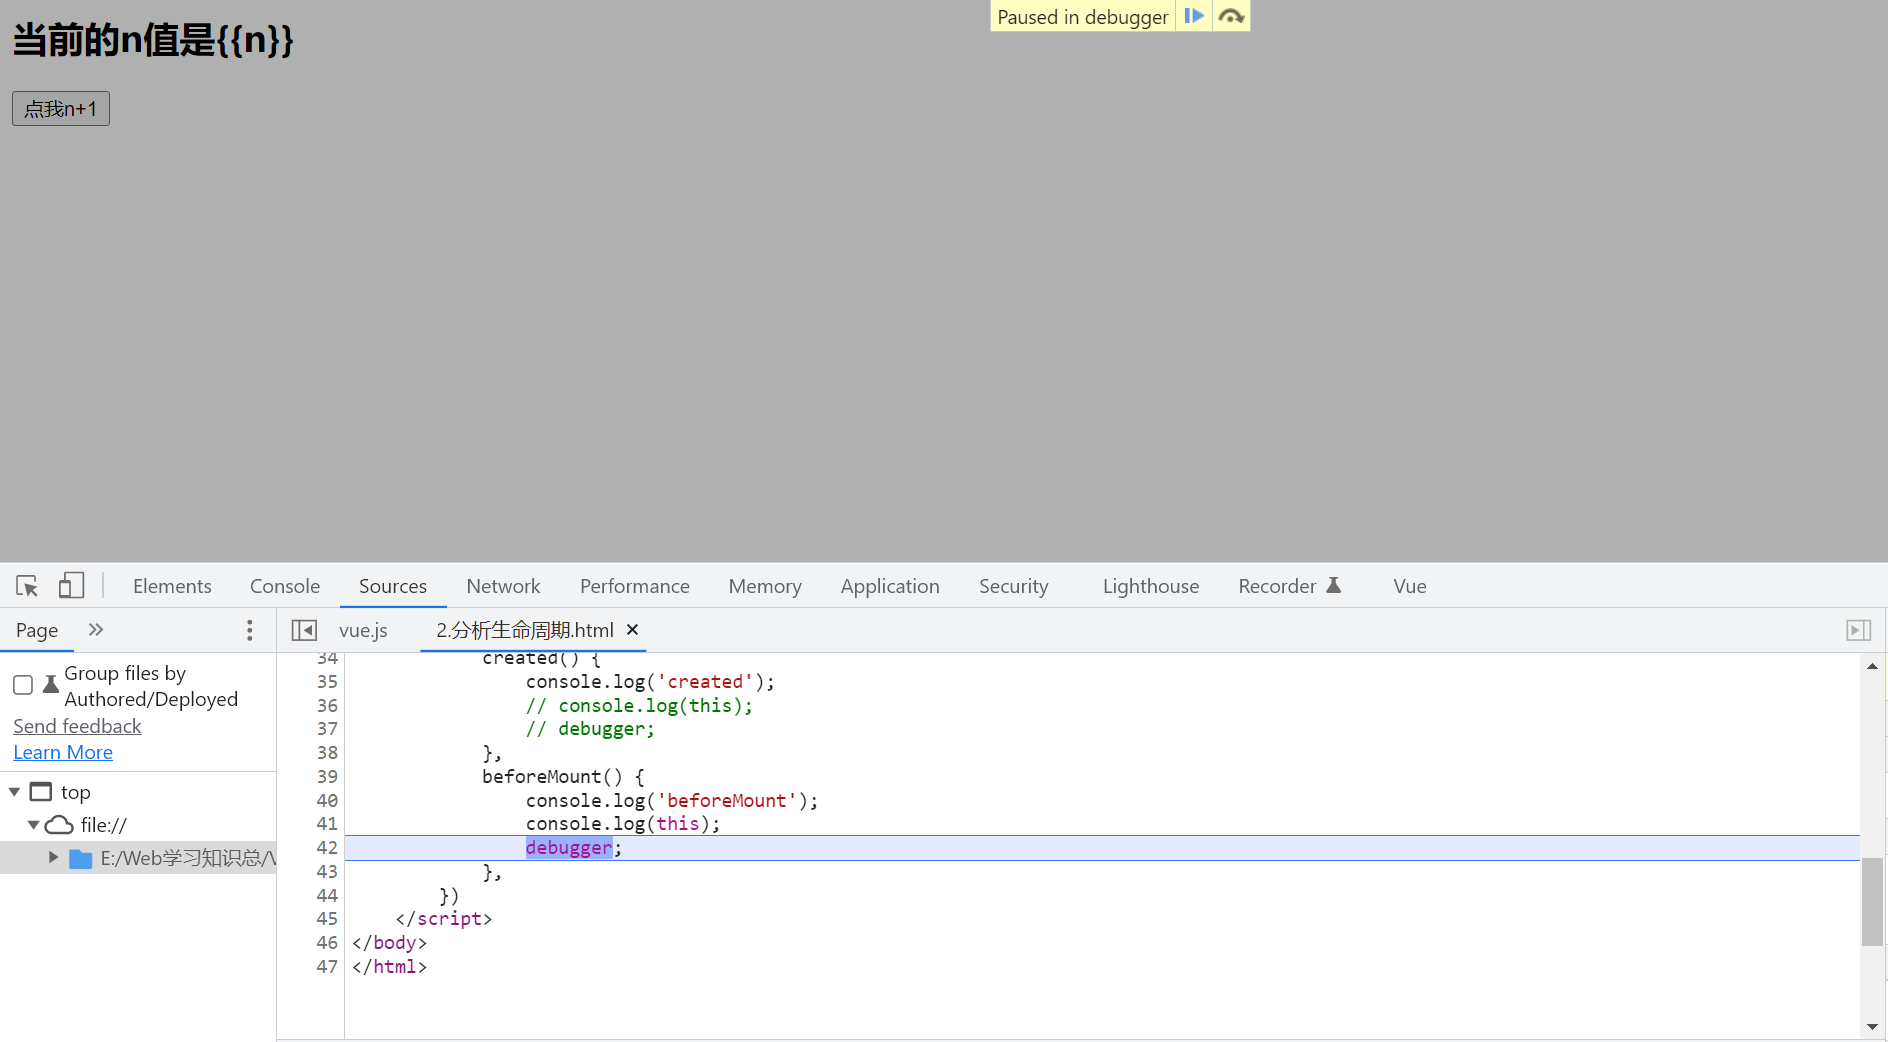 Paused in debugger
当前的n值是{{n}}
点我n+1
Elements Console Sources Network Performance Memory Application Security Lighthouse Recorder Vue
Page
vue.js 2.分析生命周期.html
Group files by
Authored/Deployed
Send feedback
Learn More
top
file://
E:/Web学习知识总/V
34 created() {
35 console.log('created');
36 // console.log(this);
37 // debugger;
38 },
39 beforeMount() {
40 console.log('beforeMount');
41 console.log(this);
42 debugger;
43 },
44 })
45 </script>
46 </body>
47 </html>